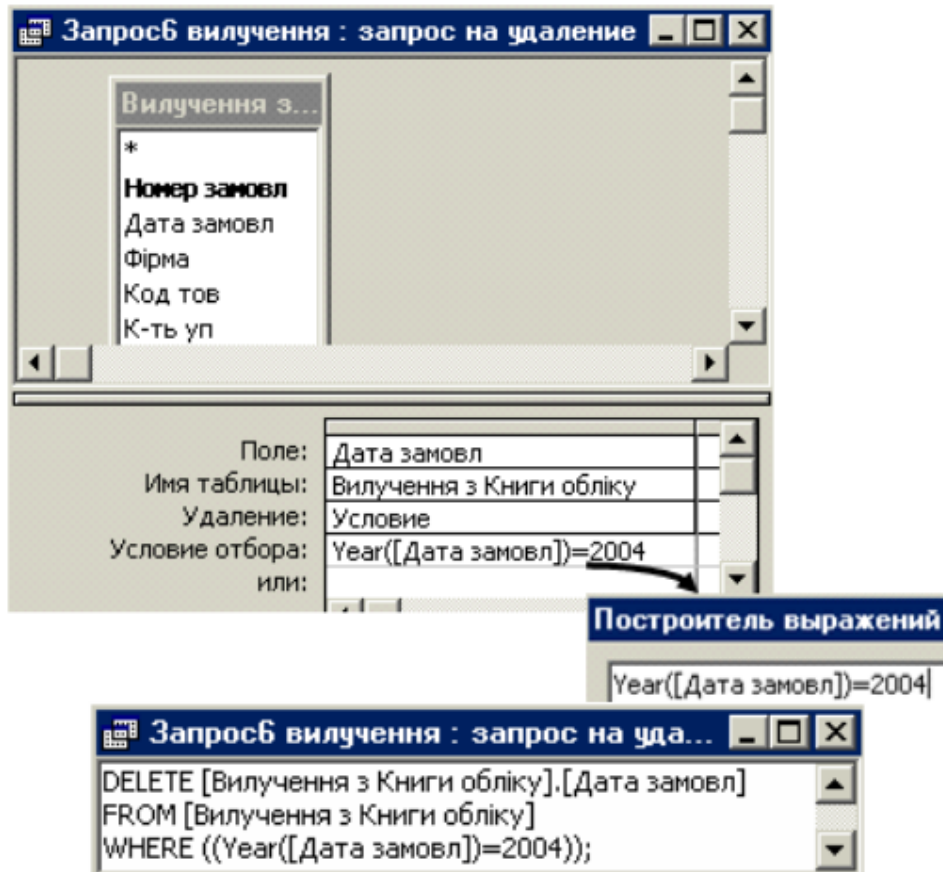 Запрос6 вилучення : запрос на удаление
Вилучення з...
*
Номер замовл
Дата замовл
Фірма
Код тов
К-ть уп
Поле: Дата замовл
Имя таблицы: Вилучення з Книги обліку
Удаление: Условие
Условие отбора: Year([Дата замовл])=2004
или:
Построитель выражений
Year([Дата замовл])=2004
Запрос6 вилучення : запрос на уда...
DELETE [Вилучення з Книги обліку].[Дата замовл]
FROM [Вилучення з Книги обліку]
WHERE ((Year([Дата замовл])=2004));